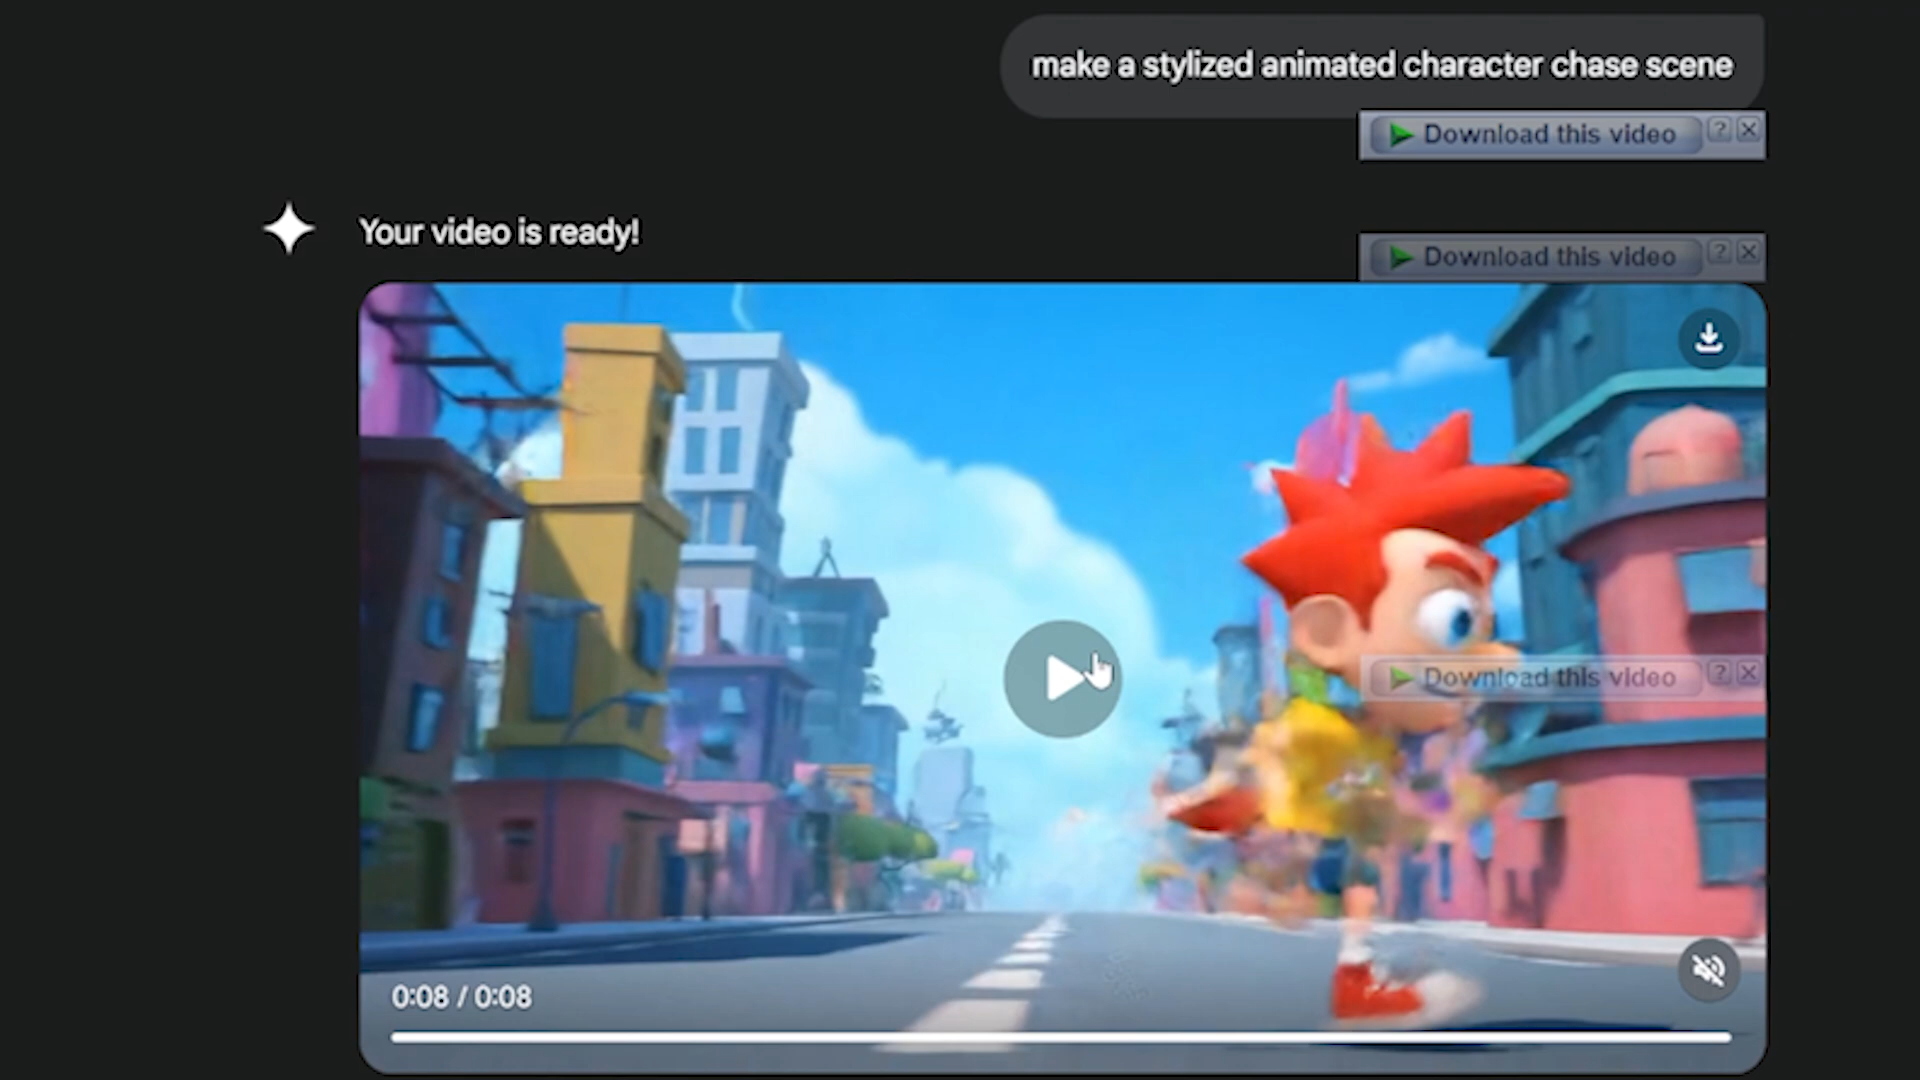 make a stylized animated character chase scene
Download this video ? X
Your video is ready!
Download this video ? X
Download this video ? X
0:08 / 0:08